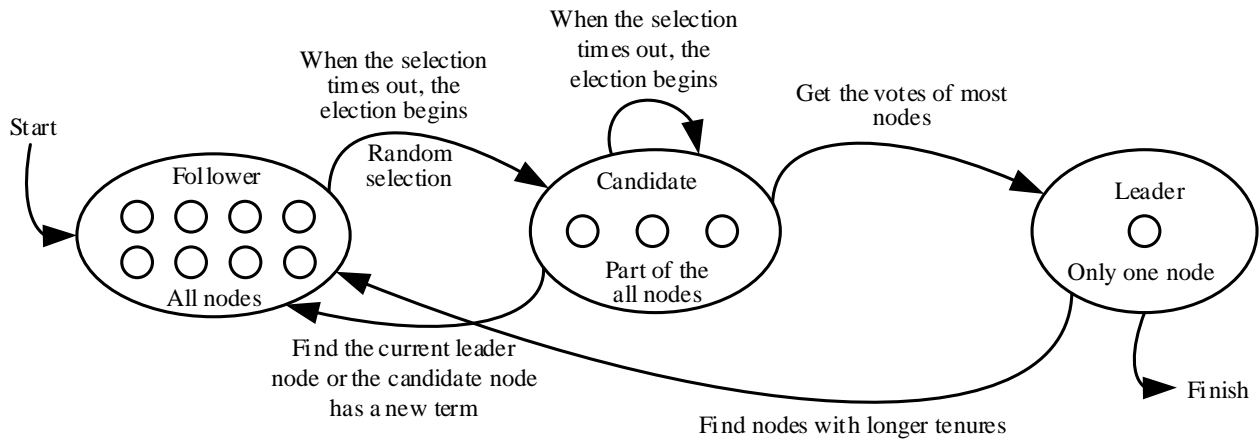 Start
When the selection
times out, the
election begins
Random
selection
When the selection
times out, the
election begins
Get the votes of most
nodes
Follower
All nodes
Candidate
Part of the
all nodes
Leader
Only one node
Find the current leader
node or the candidate node
has a new term
Find nodes with longer tenures
Finish